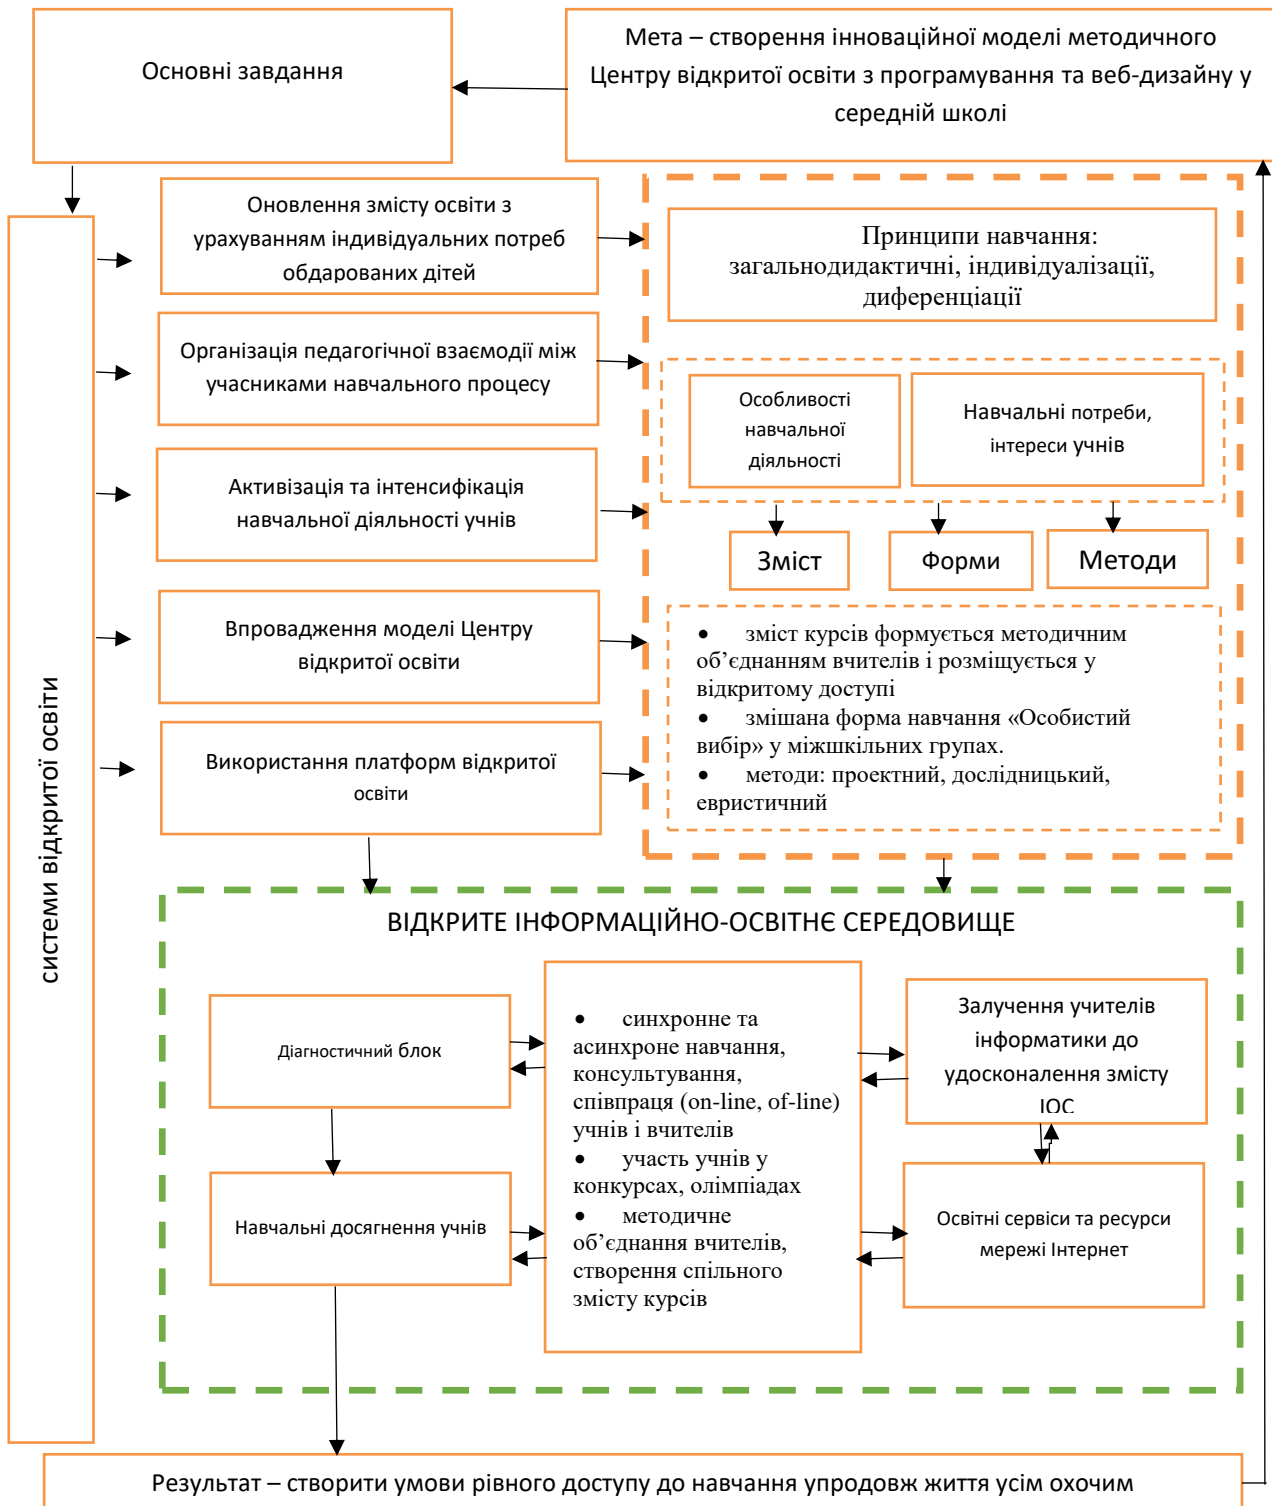 Основні завдання
Мета – створення інноваційної моделі методичного
Центру відкритої освіти з програмування та веб-дизайну у
середній школі
системи відкритої освіти
Оновлення змісту освіти з
урахуванням індивідуальних потреб
обдарованих дітей
Організація педагогічної взаємодії між
учасниками навчального процесу
Активізація та інтенсифікація
навчальної діяльності учнів
Впровадження моделі Центру
відкритої освіти
Використання платформ відкритої
освіти
Принципи навчання:
загальнодидактичні, індивідуалізації,
диференціації
Особливості
навчальної
діяльності
Навчальні потреби,
інтереси учнів
Зміст
Форми
Методи
• зміст курсів формується методичним
об’єднанням вчителів і розміщується у
відкритому доступі
• змішана форма навчання «Особистий
вибір» у міжшкільних групах.
• методи: проектний, дослідницький,
евристичний
ВІДКРИТЕ ІНФОРМАЦІЙНО-ОСВІТНЄ СЕРЕДОВИЩЕ
Діагностичний блок
Навчальні досягнення учнів
• синхронне та
асинхроне навчання,
консультування,
співпраця (on-line, of-line)
учнів і вчителів
• участь учнів у
конкурсах, олімпіадах
• методичне
об’єднання вчителів,
створення спільного
змісту курсів
Залучення учителів
інформатики до
удосконалення змісту
ІОС
Освітні сервіси та ресурси
мережі Інтернет
Результат – створити умови рівного доступу до навчання упродовж життя усім охочим